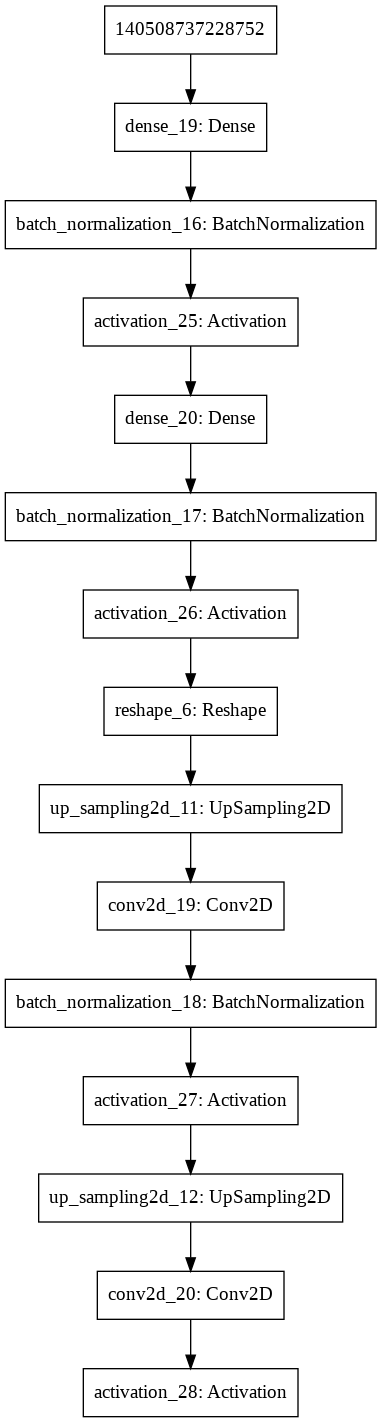 140508737228752
dense_19: Dense
batch_normalization_16: BatchNormalization
activation_25: Activation
dense_20: Dense
batch_normalization_17: BatchNormalization
activation_26: Activation
reshape_6: Reshape
up_sampling2d_11: UpSampling2D
conv2d_19: Conv2D
batch_normalization_18: BatchNormalization
activation_27: Activation
up_sampling2d_12: UpSampling2D
conv2d_20: Conv2D
activation_28: Activation